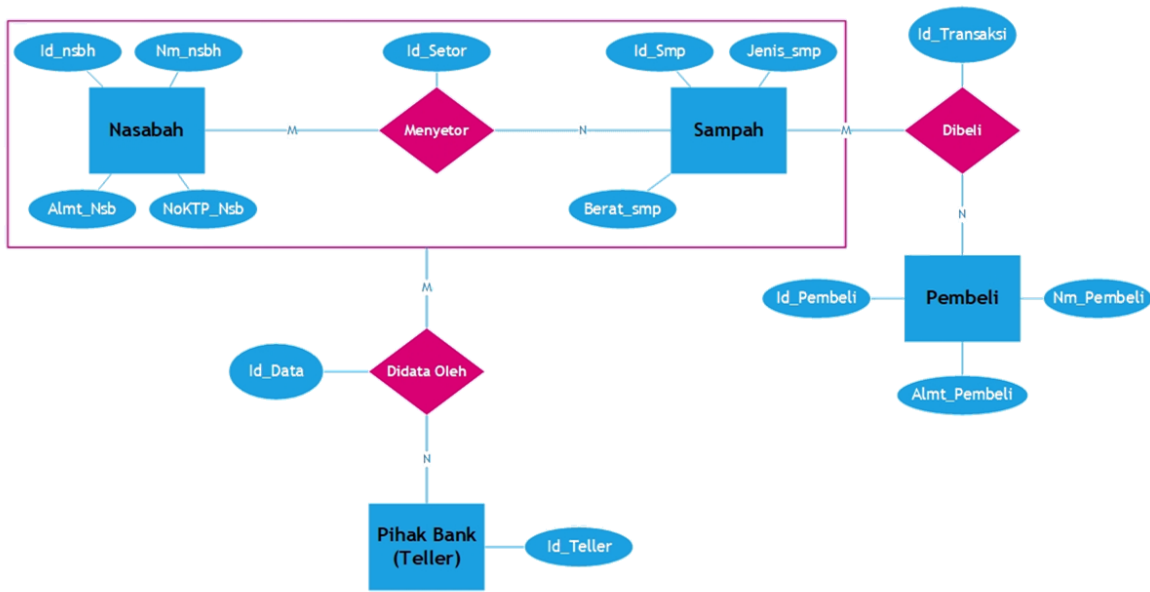 Id_nsbh
Nm_nsbh
Id_Setor
Id_Smp
Jenis_smp
Id_Transaksi
Nasabah
M
Menyetor
N
Sampah
M
Dibeli
Almt_Nsb
NoKTP_Nsb
Berat_smp
N
M
Id_Pembeli
Pembeli
Nm_Pembeli
Id_Data
Didata Oleh
Almt_Pembeli
N
Pihak Bank
(Teller)
Id_Teller